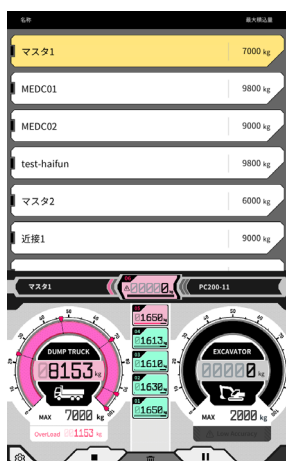 名称 最大積込量
マスタ1 7000 kg
MEDC01 9800 kg
MEDC02 9000 kg
test-haifun 9800 kg
マスタ2 6000 kg
近接1 9000 kg
マスタ1 00000 PC200-11
1650
1613
1610
1630
1650
DUMP TRUCK
8153 kg
MAX 7000 kg
OverLoad 1153 kg
EXCAVATOR
00000 kg
MAX 2000 kg